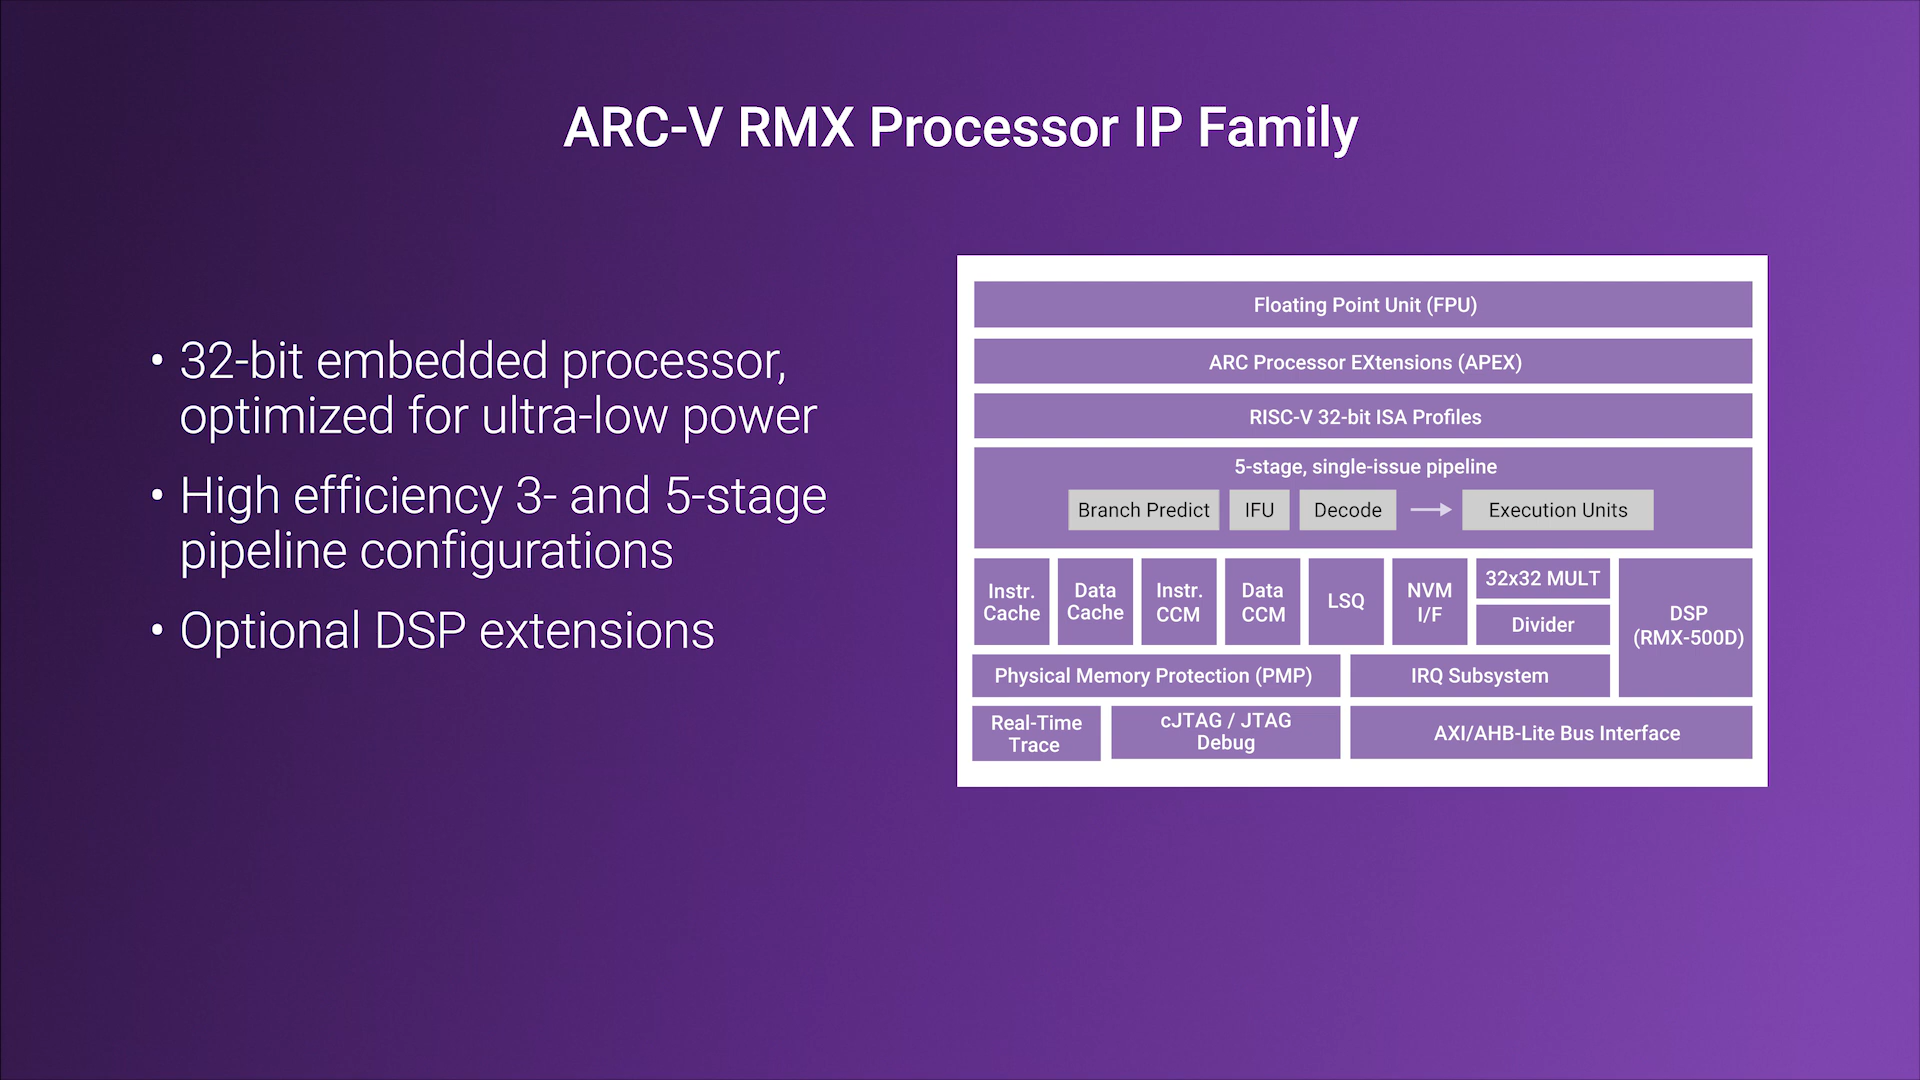 ARC-V RMX Processor IP Family
• 32-bit embedded processor,
optimized for ultra-low power
• High efficiency 3- and 5-stage
pipeline configurations
• Optional DSP extensions
Floating Point Unit (FPU)
ARC Processor EXtensions (APEX)
RISC-V 32-bit ISA Profiles
5-stage, single-issue pipeline
Branch Predict
IFU
Decode
Execution Units
Instr.
Cache
Data
Cache
Instr.
CCM
Data
CCM
LSQ
NVM
I/F
32x32 MULT
Divider
DSP
(RMX-500D)
Physical Memory Protection (PMP)
IRQ Subsystem
Real-Time
Trace
cJTAG / JTAG
Debug
AXI/AHB-Lite Bus Interface